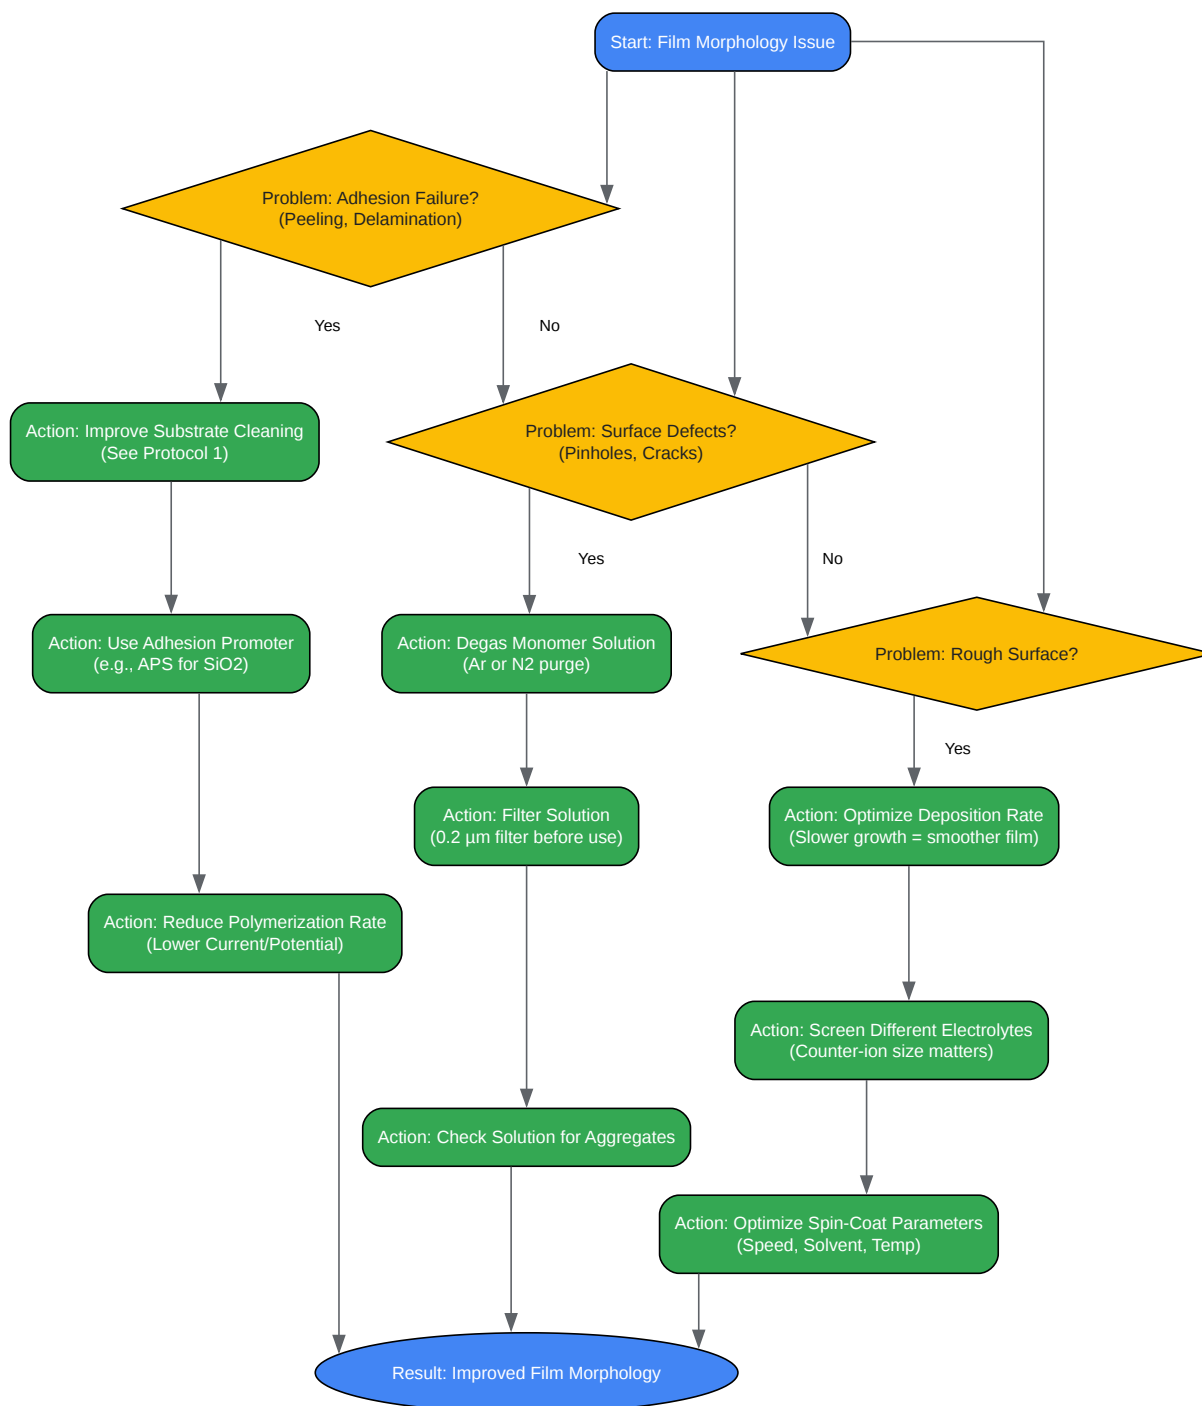 Start: Film Morphology Issue
Problem: Adhesion Failure?
(Peeling, Delamination)
Yes
No
Action: Improve Substrate Cleaning
(See Protocol 1)
Problem: Surface Defects?
(Pinholes, Cracks)
Yes
No
Action: Use Adhesion Promoter
(e.g., APS for SiO2)
Action: Degas Monomer Solution
(Ar or N2 purge)
Problem: Rough Surface?
Yes
Action: Filter Solution
(0.2 µm filter before use)
Action: Optimize Deposition Rate
(Slower growth = smoother film)
Action: Reduce Polymerization Rate
(Lower Current/Potential)
Action: Screen Different Electrolytes
(Counter-ion size matters)
Action: Check Solution for Aggregates
Action: Optimize Spin-Coat Parameters
(Speed, Solvent, Temp)
Result: Improved Film Morphology